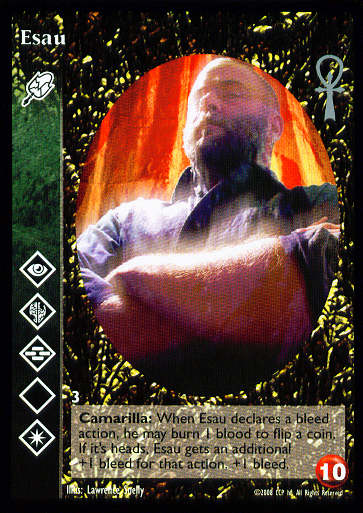 Esau
3
Camarilla: When Esau declares a bleed
action, he may burn 1 blood to flip a coin.
If it's heads, Esau gets an additional
+1 bleed for that action. +1 bleed.
10
Illus: Lawrence Snelly
©2008 CCP hf. All Rights Reserved